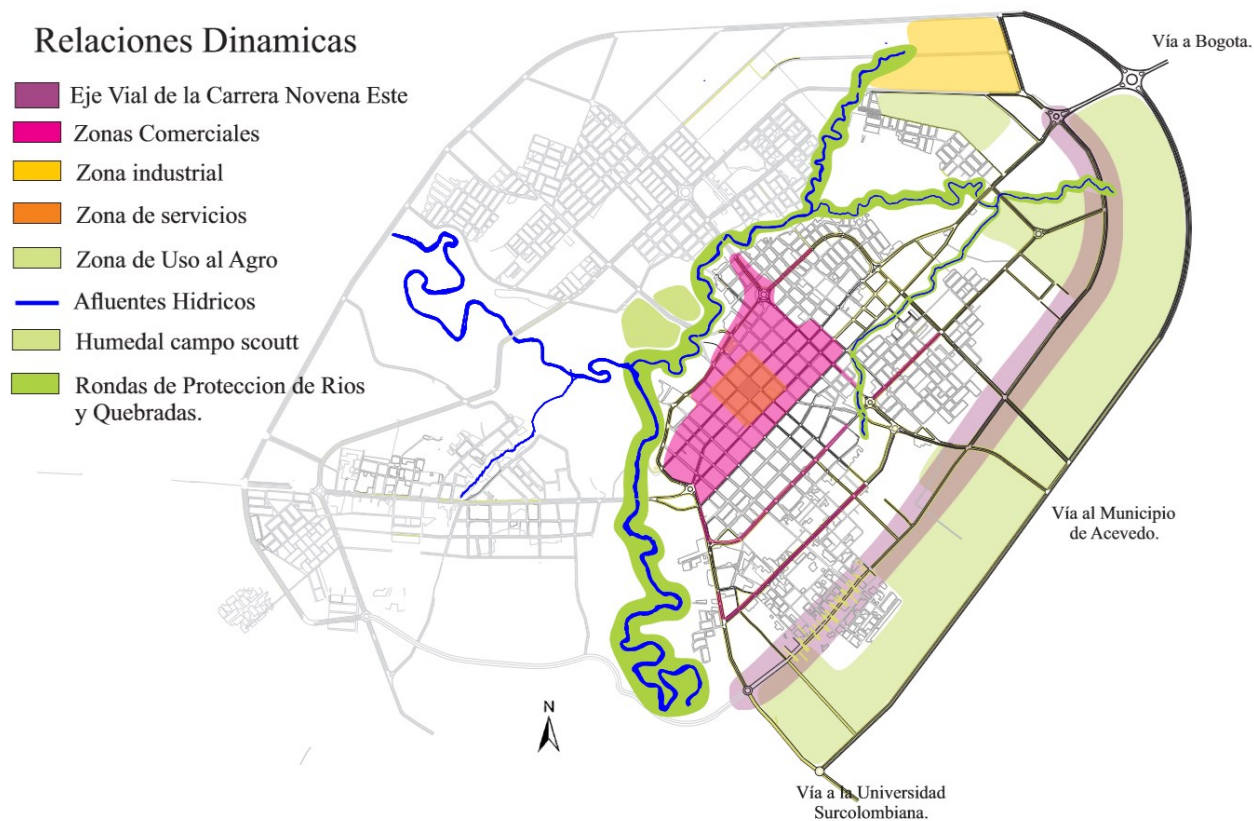 Relaciones Dinamicas
Eje Vial de la Carrera Novena Este
Zonas Comerciales
Zona industrial
Zona de servicios
Zona de Uso al Agro
Afluentes Hidricos
Humedal campo scoutt
Rondas de Proteccion de Rios
y Quebradas.
Vía a Bogota.
Vía al Municipio
de Acevedo.
N
Vía a la Universidad
Surcolombiana.